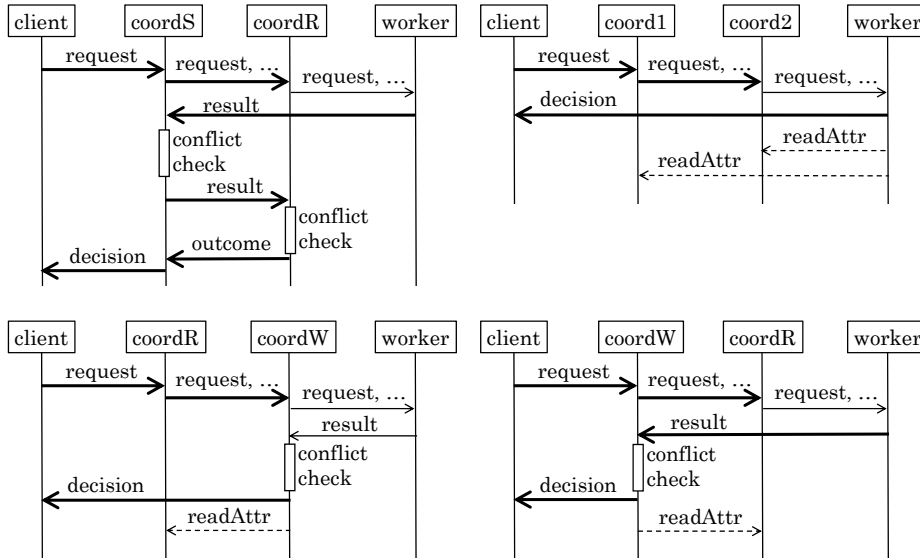 client coordS coordR worker
request
request, ...
request, ...
result
conflict
check
result
conflict
check
outcome
decision
client coord1 coord2 worker
request
request, ...
request, ...
decision
readAttr
readAttr
client coordR coordW worker
request
request, ...
request, ...
result
conflict
check
decision
readAttr
client coordW coordR worker
request
request, ...
request, ...
result
conflict
check
decision
readAttr